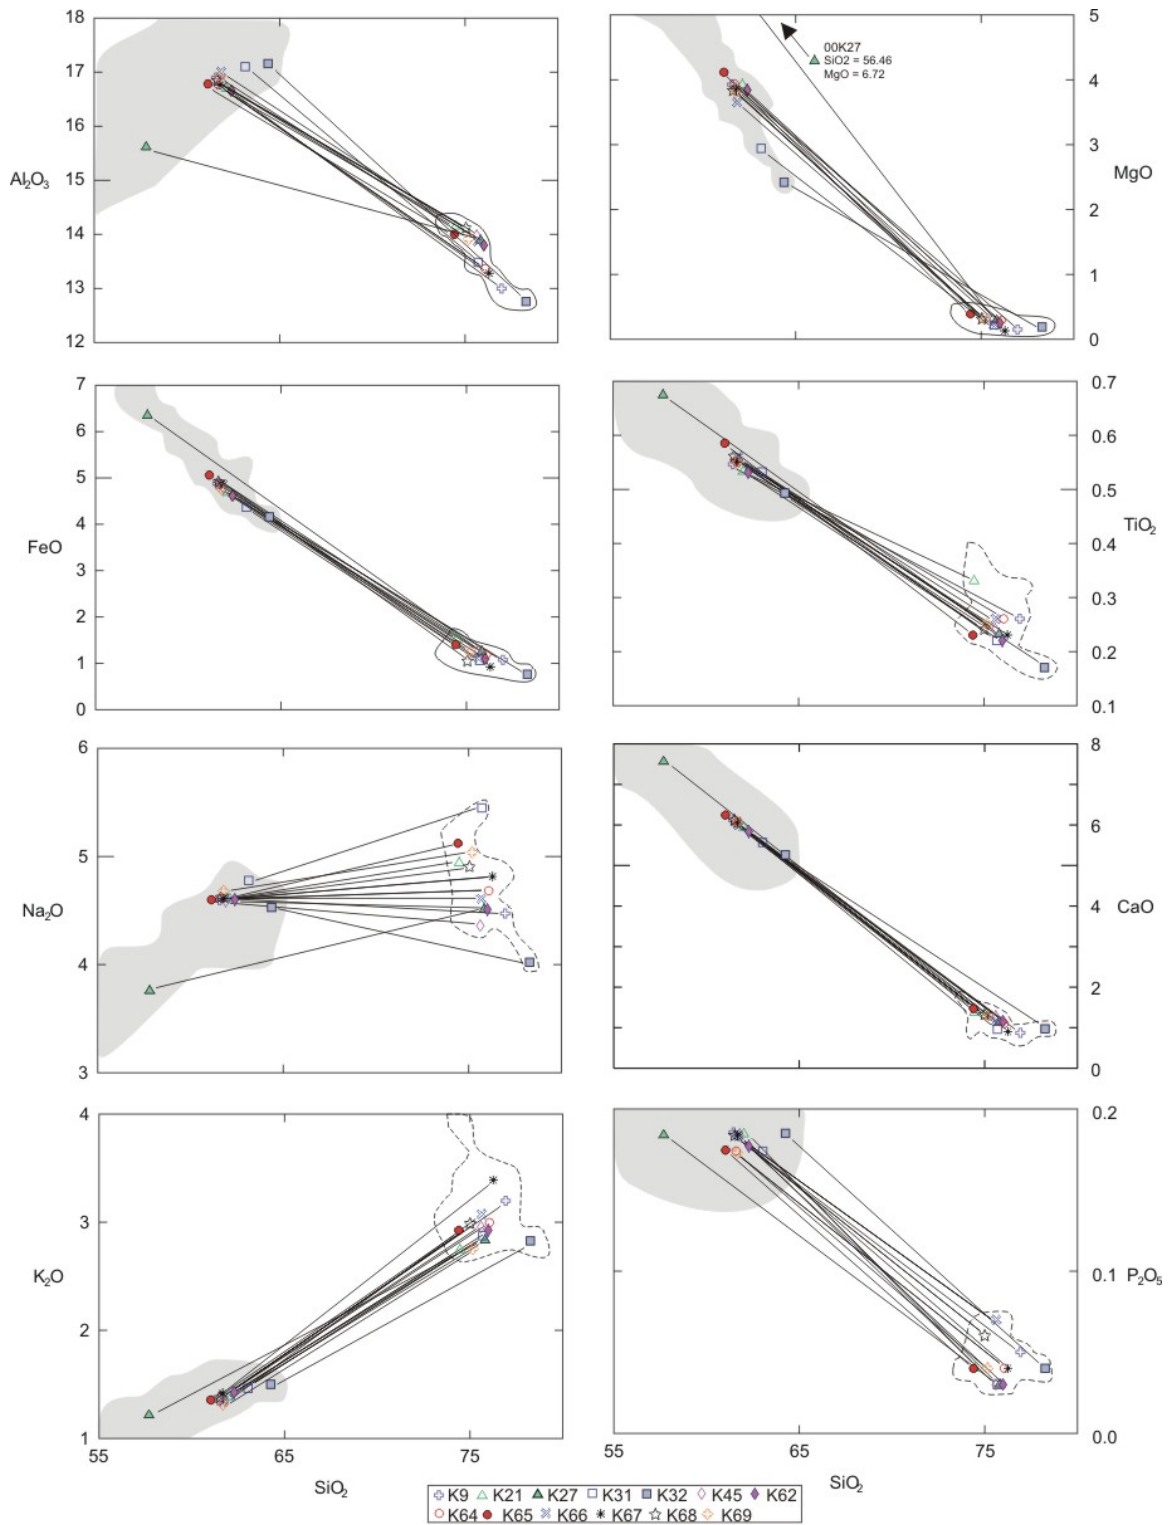 18
17
16
Al₂O₃
15
14
13
12
5
00K27
SiO2 = 56.46
MgO = 6.72
4
3
MgO
2
1
0
7
6
5
4
FeO
3
2
1
0
0.7
0.6
0.5
TiO₂
0.4
0.3
0.2
0.1
6
5
Na₂O
4
3
8
6
CaO
4
2
0
4
3
K₂O
2
1
55 65 75
SiO₂
0.2
0.1
P₂O₅
0.0
55 65 75
SiO₂
K9 K21 K27 K31 K32 K45 K62
K64 K65 K66 K67 K68 K69